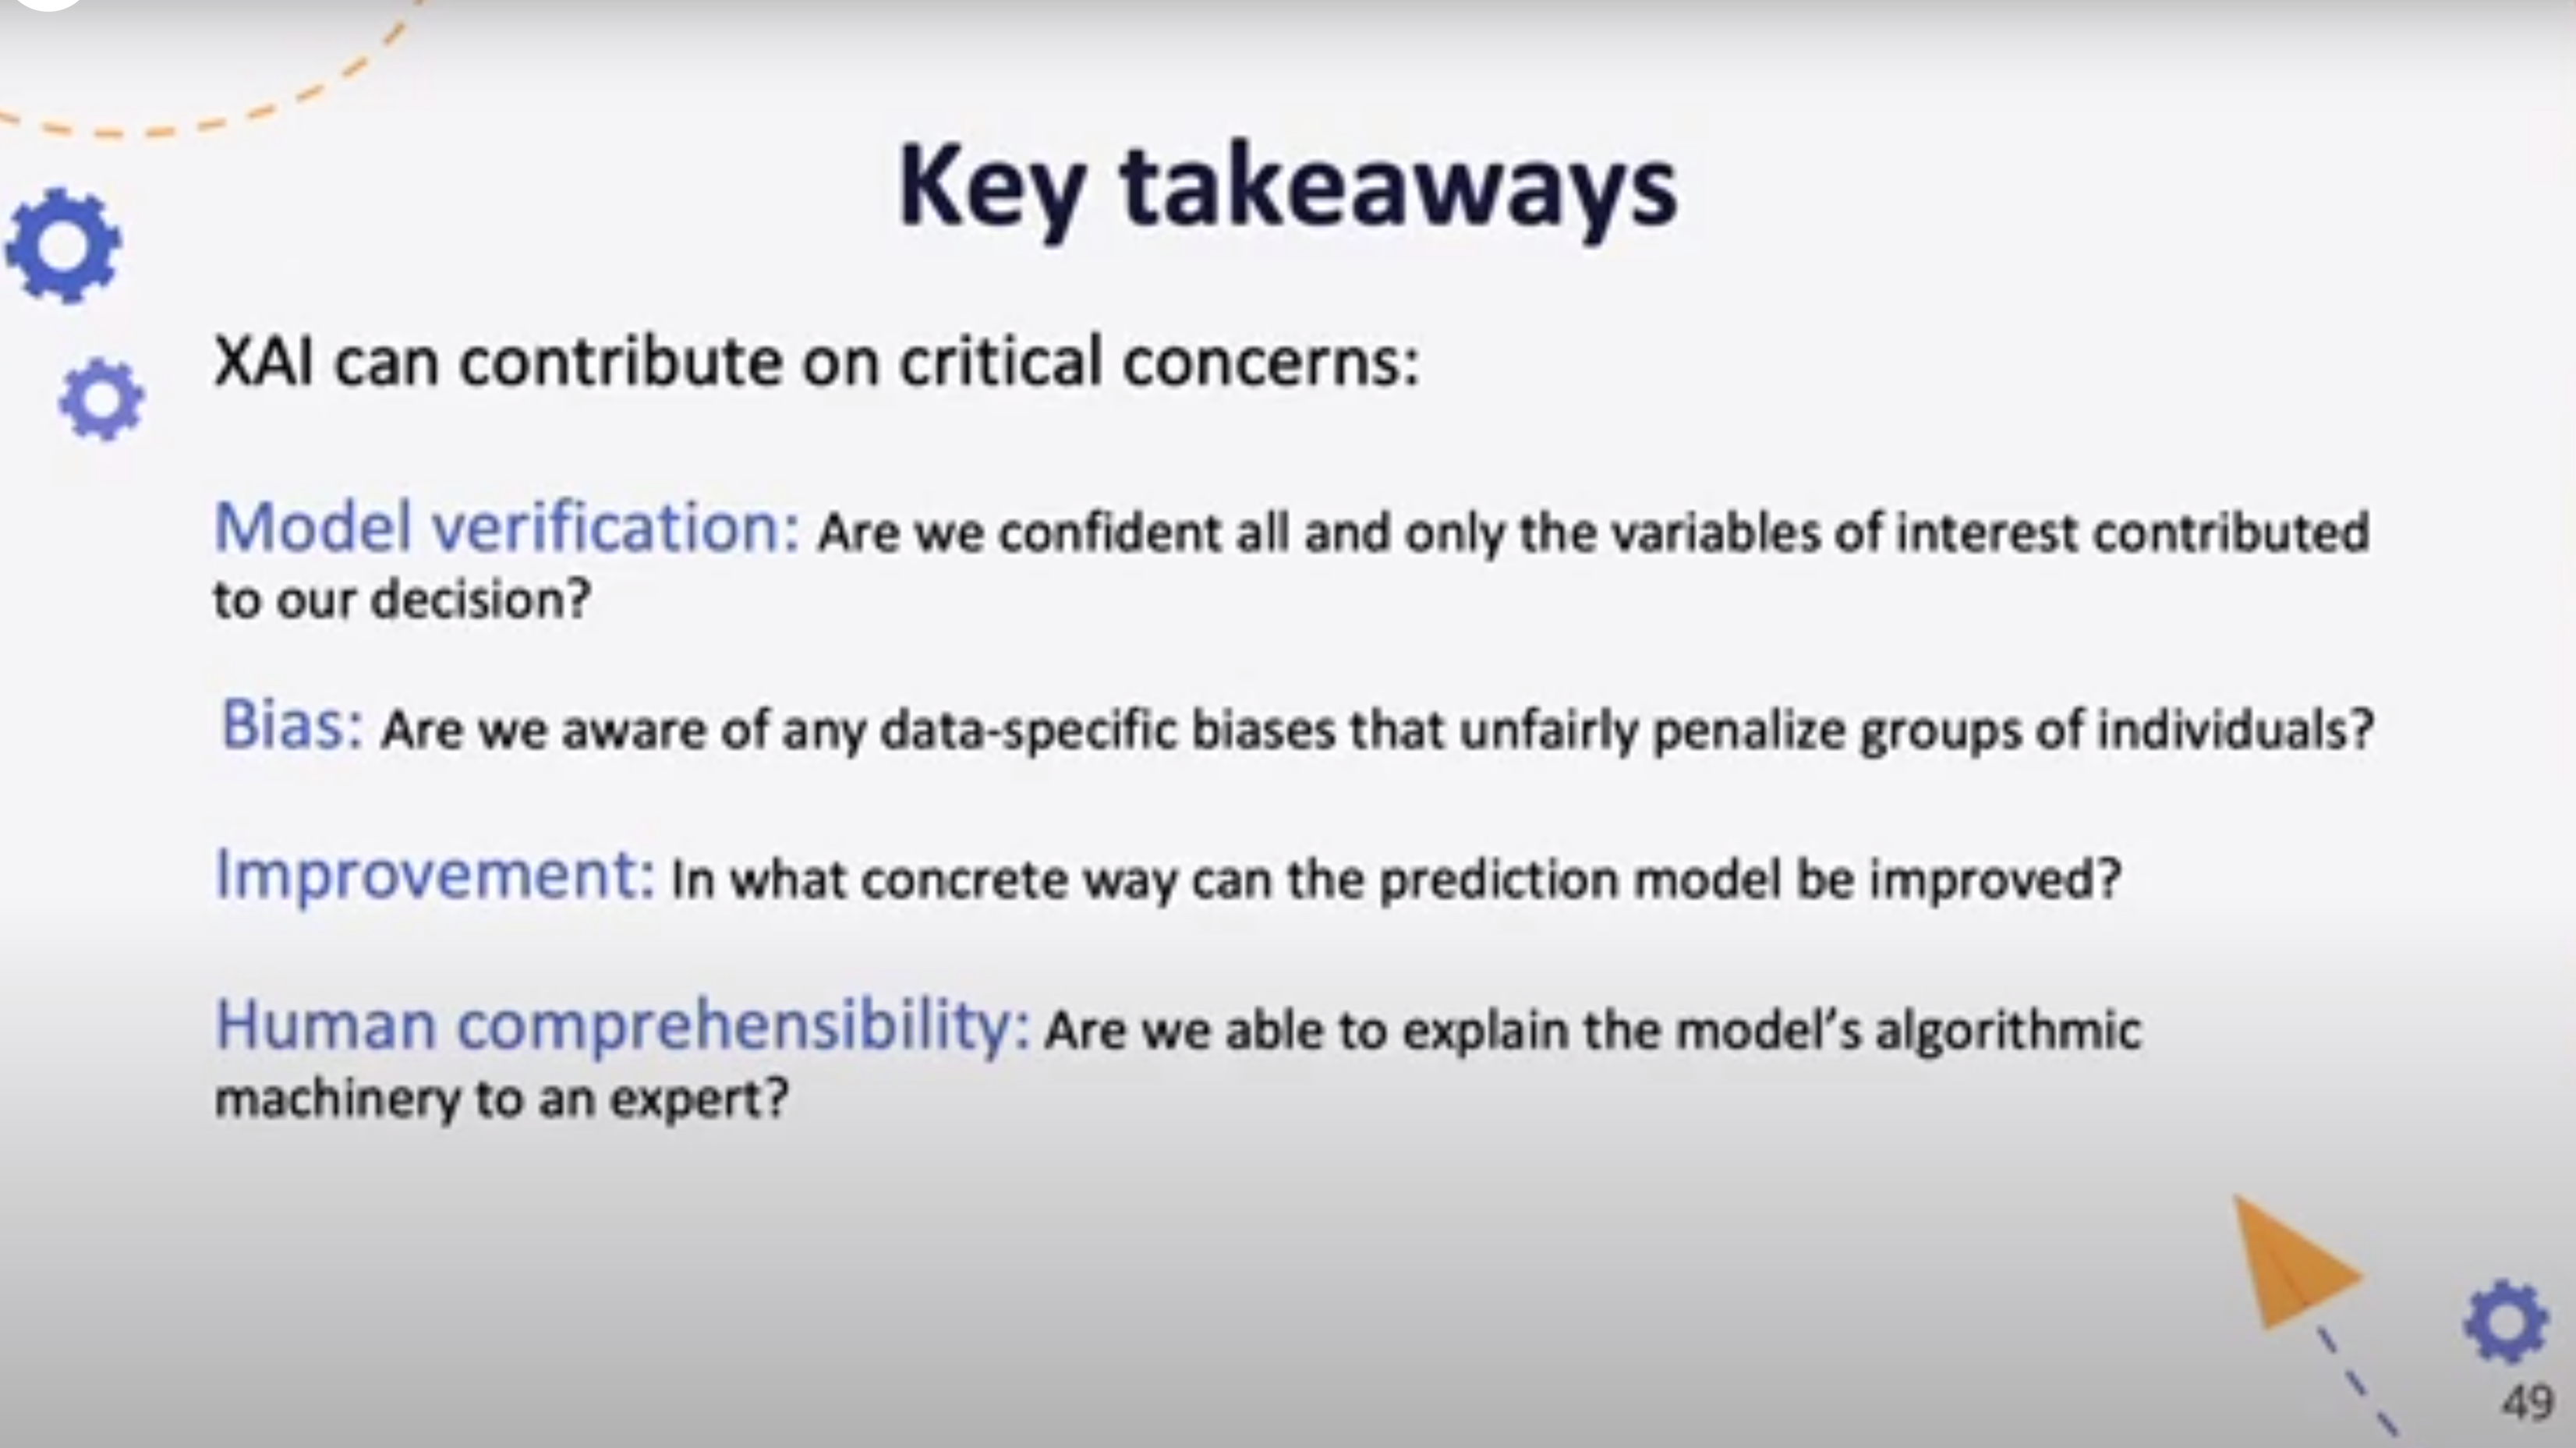 Key takeaways
XAI can contribute on critical concerns:
Model verification: Are we confident all and only the variables of interest contributed
to our decision?
Bias: Are we aware of any data-specific biases that unfairly penalize groups of individuals?
Improvement: In what concrete way can the prediction model be improved?
Human comprehensibility: Are we able to explain the model's algorithmic
machinery to an expert?
49